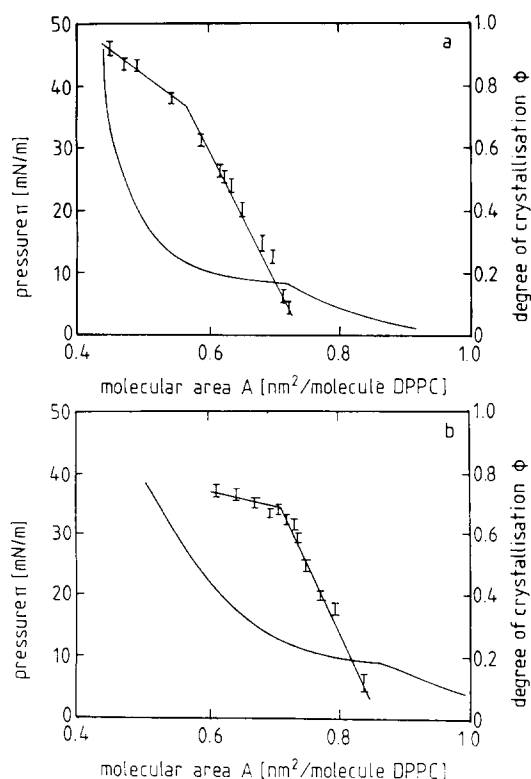 a
50
40
30
20
10
0
pressure π [mN/m]
1.0
0.8
0.6
0.4
0.2
0
degree of crystallisation Φ
0.4 0.6 0.8 1.0
molecular area A [nm²/molecule DPPC]
b
50
40
30
20
10
0
pressure π [mN/m]
1.0
0.8
0.6
0.4
0.2
0
degree of crystallisation Φ
0.4 0.6 0.8 1.0
molecular area A [nm²/molecule DPPC]